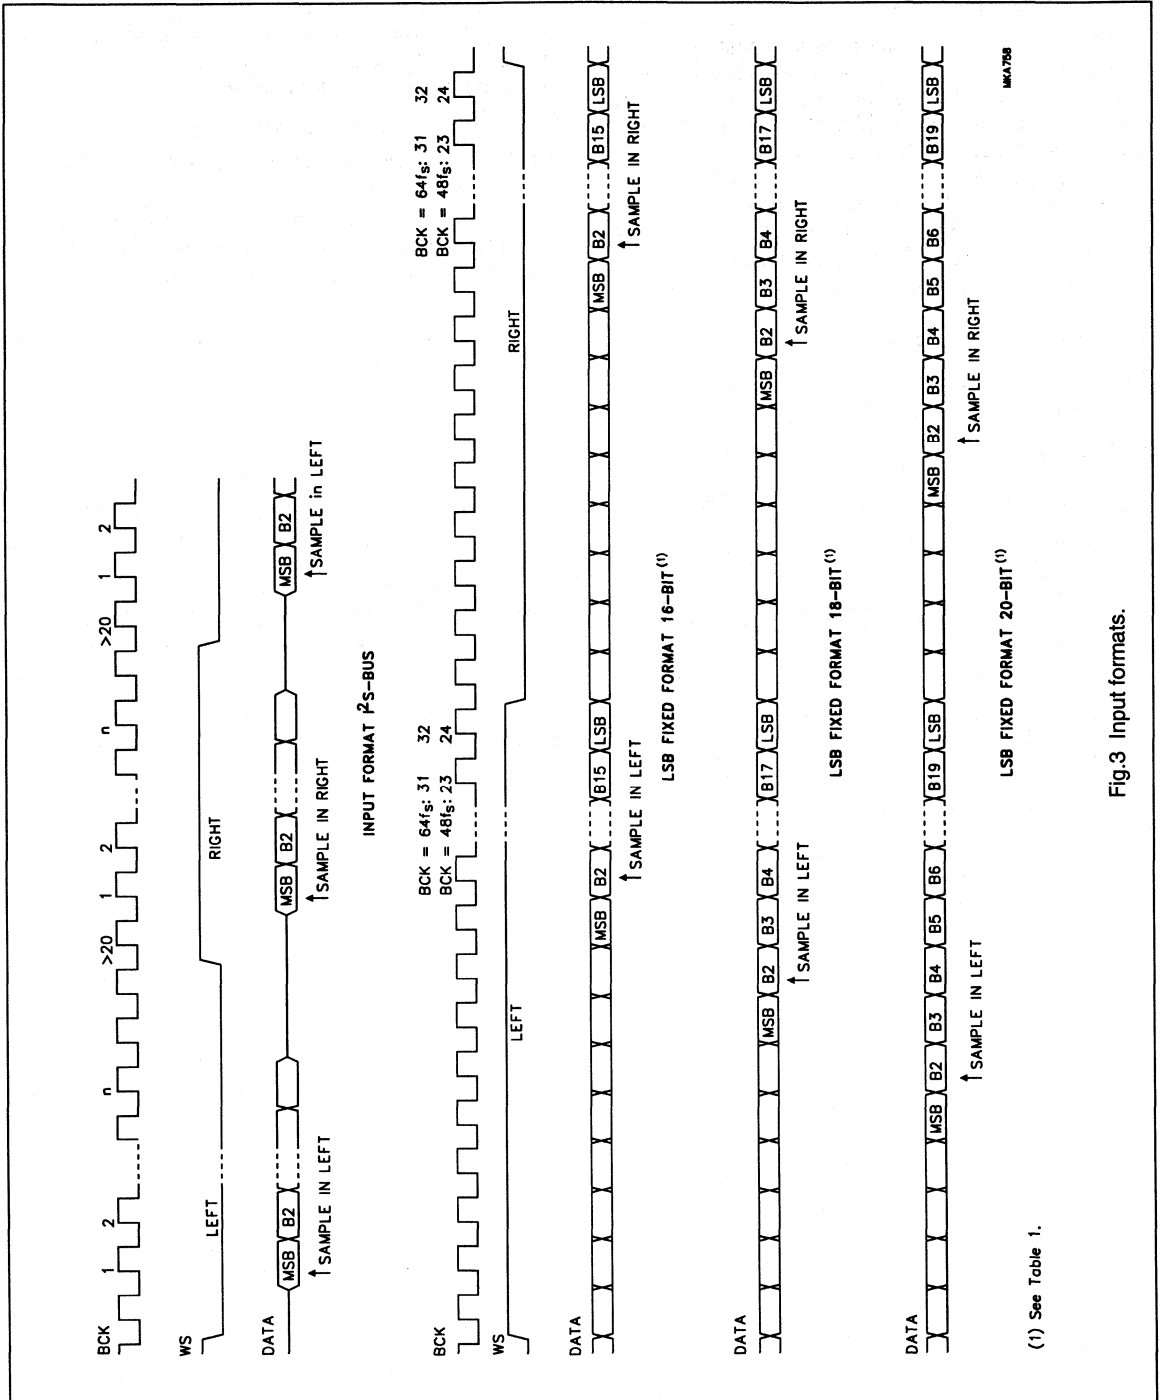 BCK
1 2 n >20 1 2 n >20 1 2
WS
LEFT RIGHT
DATA
MSB B2 MSB B2 MSB B2
SAMPLE IN LEFT SAMPLE IN RIGHT SAMPLE in LEFT
INPUT FORMAT I²S-BUS
BCK = 64fs: 31 32 BCK = 64fs: 31 32
BCK = 48fs: 23 24 BCK = 48fs: 23 24
BCK
WS
LEFT RIGHT
DATA
MSB B2 B15 LSB MSB B2 B15 LSB
SAMPLE IN LEFT SAMPLE IN RIGHT
LSB FIXED FORMAT 16-BIT(1)
DATA
MSB B2 B3 B4 B17 LSB MSB B2 B3 B4 B17 LSB
SAMPLE IN LEFT SAMPLE IN RIGHT
LSB FIXED FORMAT 18-BIT(1)
DATA
MSB B2 B3 B4 B5 B6 B19 LSB MSB B2 B3 B4 B5 B6 B19 LSB
SAMPLE IN LEFT SAMPLE IN RIGHT
LSB FIXED FORMAT 20-BIT(1)
MKA758
(1) See Table 1.
Fig.3 Input formats.